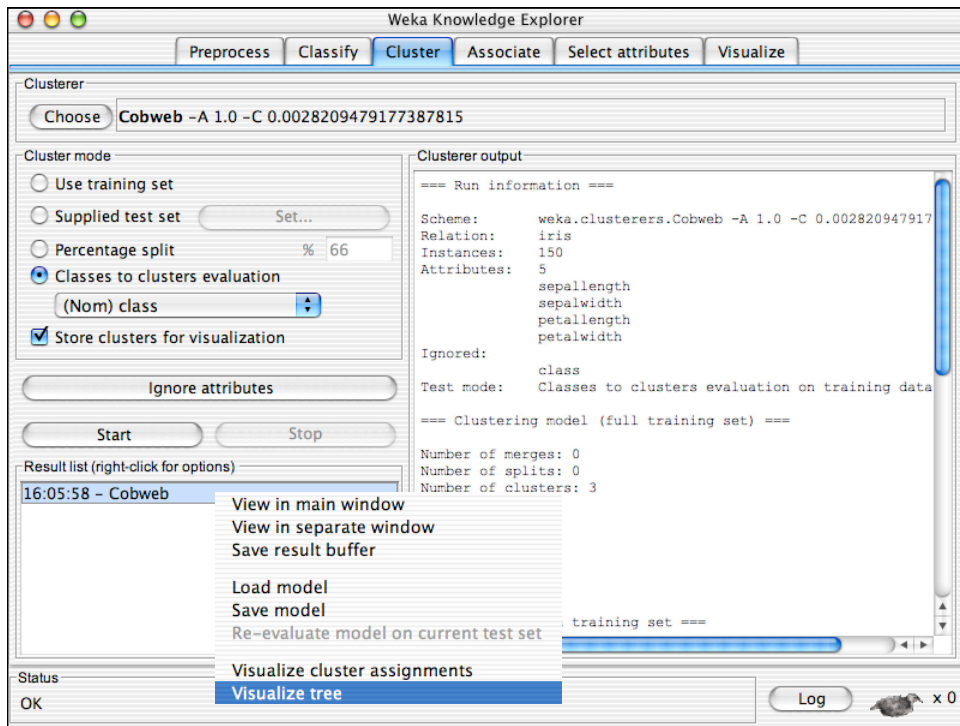 Weka Knowledge Explorer
Preprocess Classify Cluster Associate Select attributes Visualize
Clusterer
Choose Cobweb -A 1.0 -C 0.0028209479177387815
Cluster mode
Use training set
Supplied test set Set...
Percentage split % 66
Classes to clusters evaluation
(Nom) class
Store clusters for visualization
Ignore attributes
Start Stop
Result list (right-click for options)
16:05:58 - Cobweb
View in main window
View in separate window
Save result buffer
Load model
Save model
Re-evaluate model on current test set
Visualize cluster assignments
Visualize tree
Clusterer output
=== Run information ===
Scheme: weka.clusterers.Cobweb -A 1.0 -C 0.002820947917
Relation: iris
Instances: 150
Attributes: 5
sepallength
sepalwidth
petallength
petalwidth
Ignored:
class
Test mode: Classes to clusters evaluation on training data
=== Clustering model (full training set) ===
Number of merges: 0
Number of splits: 0
Number of clusters: 3
training set ===
Status
OK
Log x 0